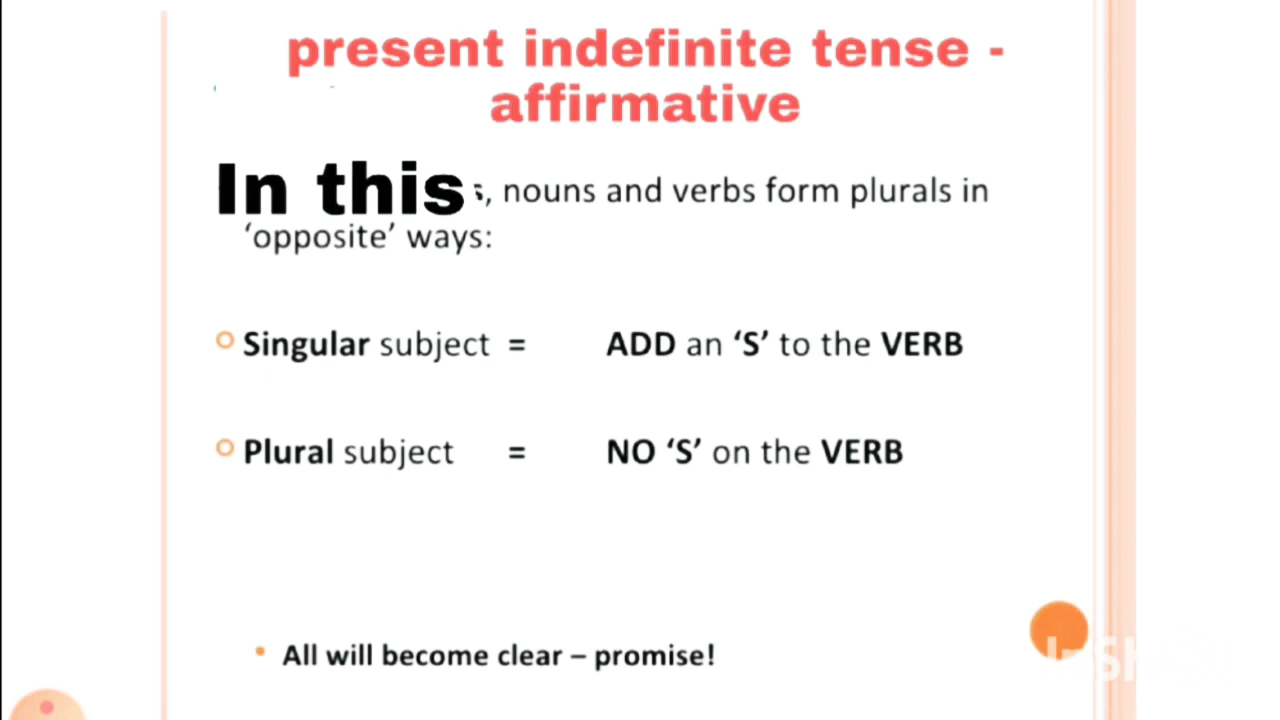 present indefinite tense -
affirmative
In this s, nouns and verbs form plurals in
‘opposite’ ways:
Singular subject = ADD an ‘S’ to the VERB
Plural subject = NO ‘S’ on the VERB
All will become clear – promise!